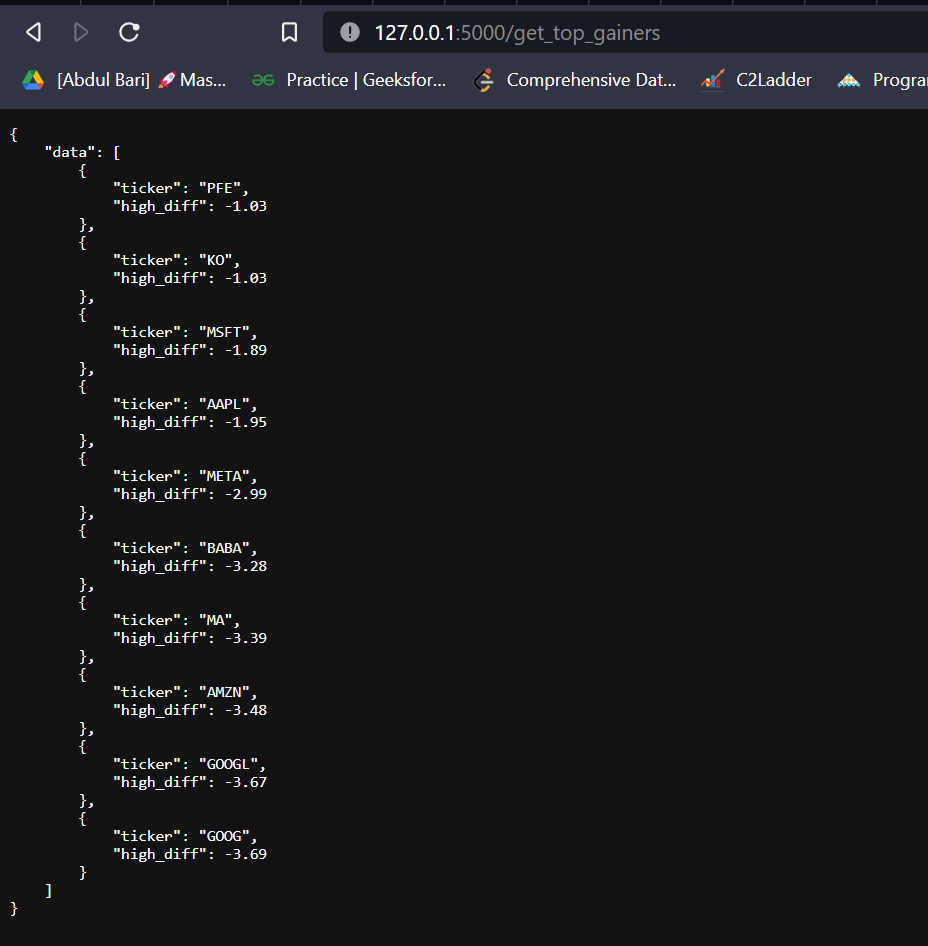 127.0.0.1:5000/get_top_gainers
[Abdul Bari] 🚀 Mas... Practice | Geeksfor... Comprehensive Dat... C2Ladder Progra
{
    "data": [
        {
            "ticker": "PFE",
            "high_diff": -1.03
        },
        {
            "ticker": "KO",
            "high_diff": -1.03
        },
        {
            "ticker": "MSFT",
            "high_diff": -1.89
        },
        {
            "ticker": "AAPL",
            "high_diff": -1.95
        },
        {
            "ticker": "META",
            "high_diff": -2.99
        },
        {
            "ticker": "BABA",
            "high_diff": -3.28
        },
        {
            "ticker": "MA",
            "high_diff": -3.39
        },
        {
            "ticker": "AMZN",
            "high_diff": -3.48
        },
        {
            "ticker": "GOOGL",
            "high_diff": -3.67
        },
        {
            "ticker": "GOOG",
            "high_diff": -3.69
        }
    ]
}